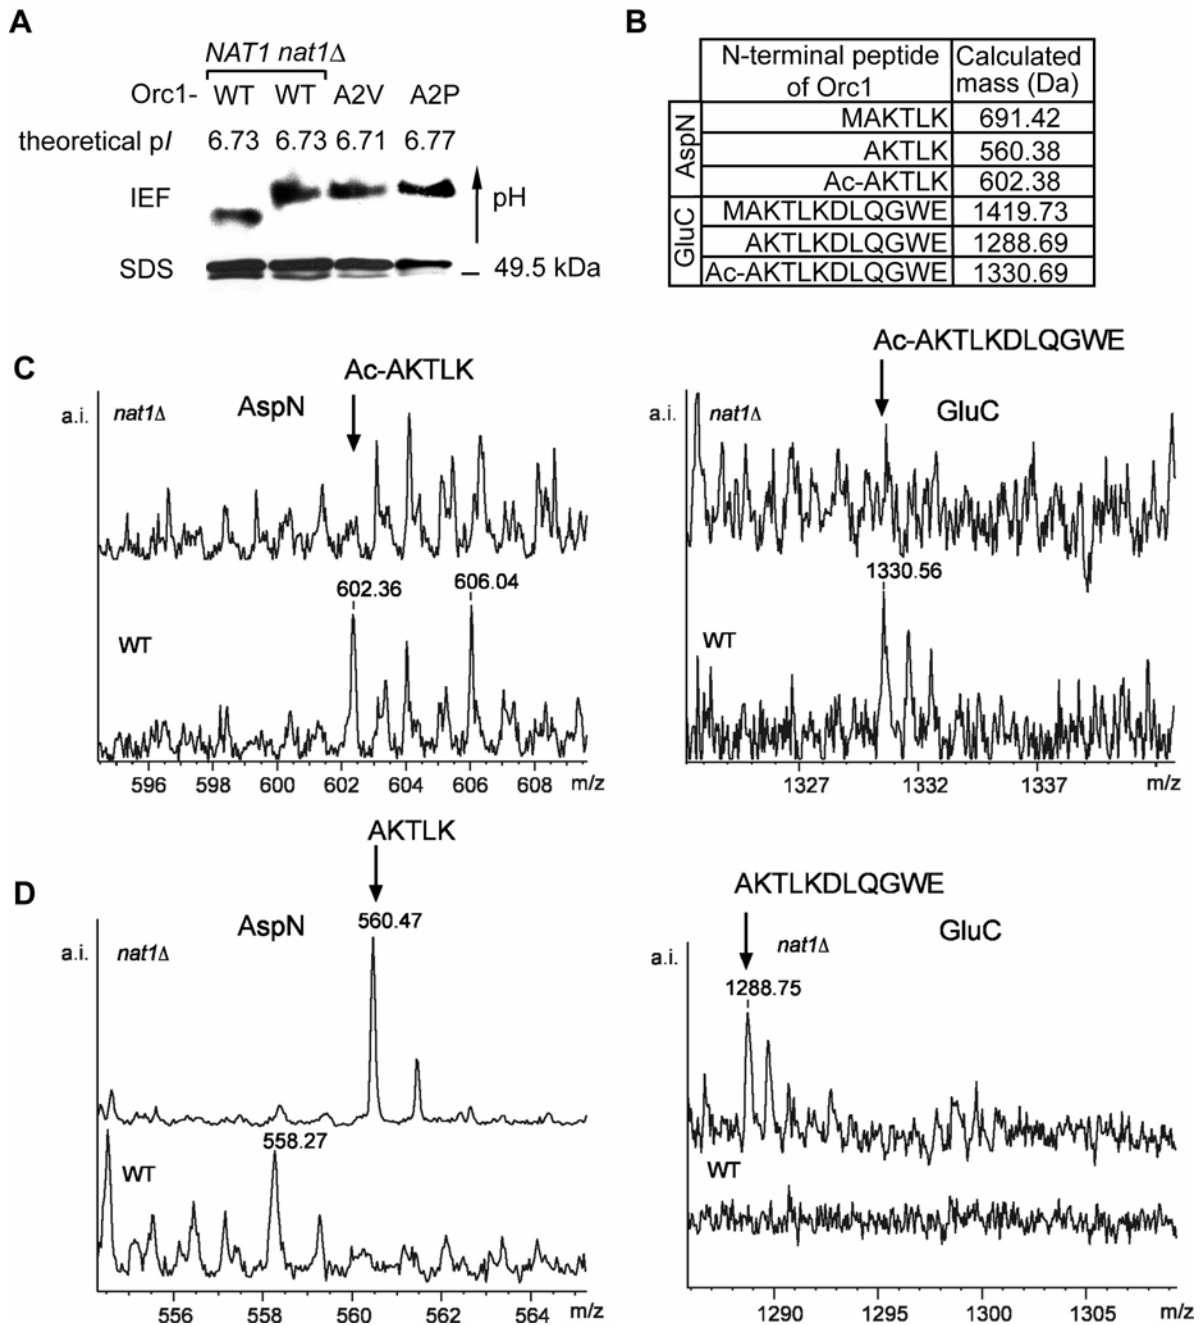 A
NAT1 nat1Δ
Orc1- WT WT A2V A2P
theoretical pI 6.73 6.73 6.71 6.77
IEF
pH
SDS
49.5 kDa
B
N-terminal peptide of Orc1
Calculated mass (Da)
AspN
MAKTLK 691.42
AKTLK 560.38
Ac-AKTLK 602.38
GluC
MAKTLKDLQGWE 1419.73
AKTLKDLQGWE 1288.69
Ac-AKTLKDLQGWE 1330.69
C
Ac-AKTLK
a.i.
nat1Δ
AspN
602.36
606.04
WT
596 598 600 602 604 606 608 m/z
Ac-AKTLKDLQGWE
a.i.
nat1Δ
GluC
1330.56
WT
1327 1332 1337 m/z
D
AKTLK
a.i.
nat1Δ
AspN
560.47
558.27
WT
556 558 560 562 564 m/z
AKTLKDLQGWE
a.i.
nat1Δ
GluC
1288.75
WT
1290 1295 1300 1305 m/z